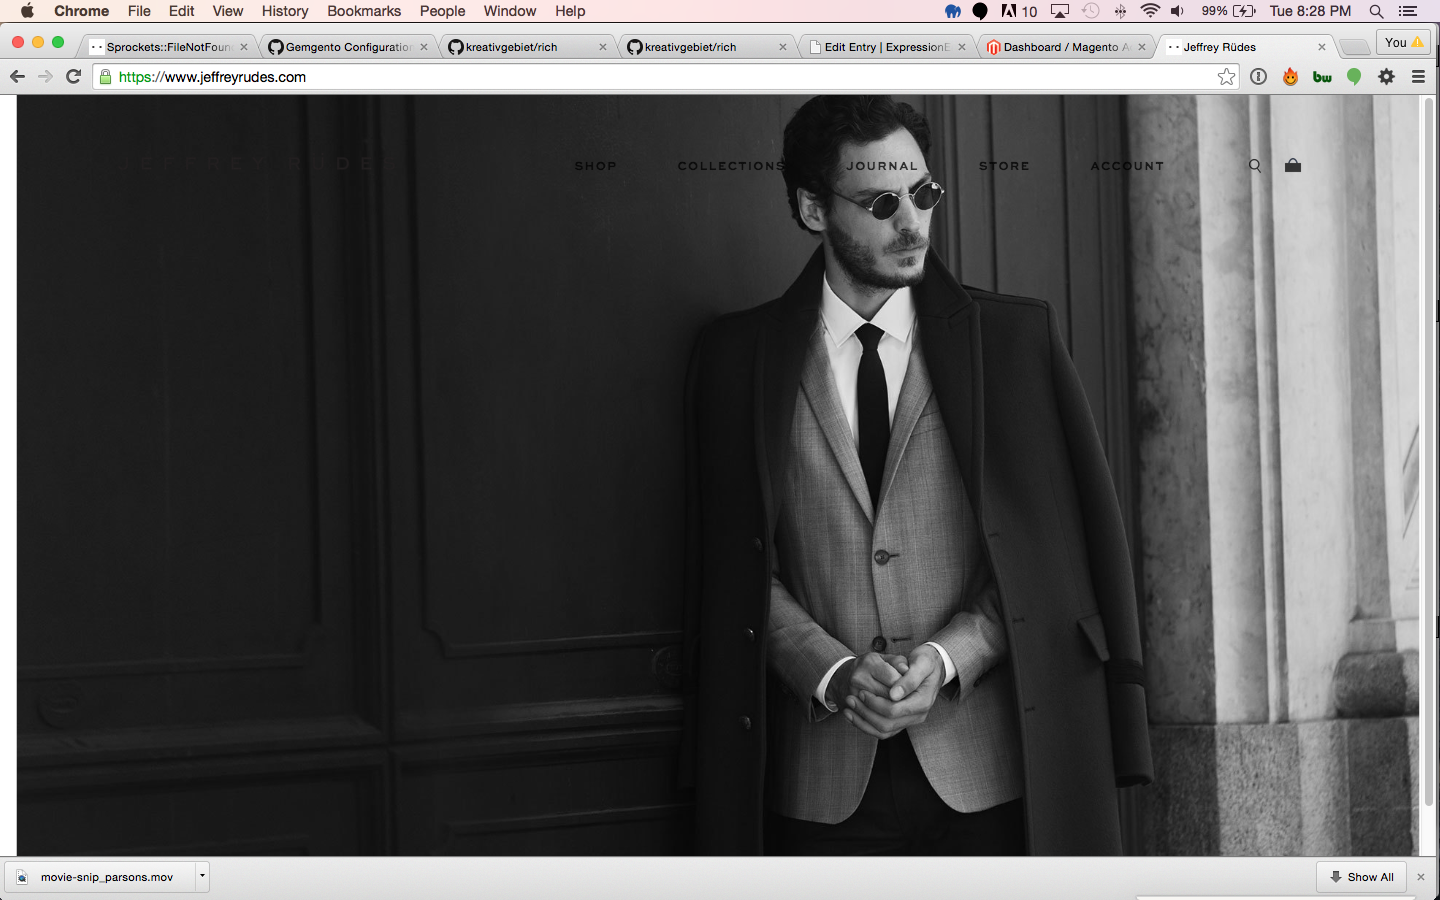 Chrome File Edit View History Bookmarks People Window Help 10 99% Tue 8:28 PM
Sprockets::FileNotFoun Gemgento Configuration kreativgebiet/rich kreativgebiet/rich Edit Entry | ExpressionE Dashboard / Magento A Jeffrey Rüdes You
https://www.jeffreyrudes.com bw
JEFFREY RÜDES SHOP COLLECTIONS JOURNAL STORE ACCOUNT
movie-snip_parsons.mov Show All